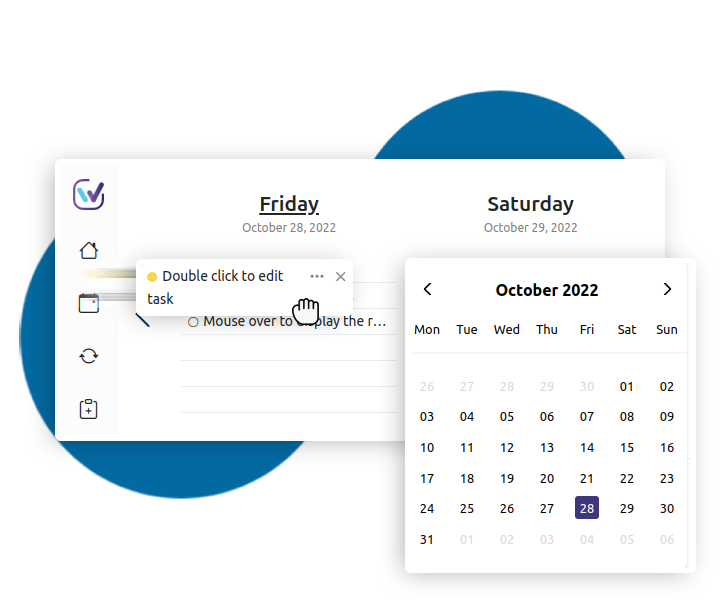 Friday
October 28, 2022
Saturday
October 29, 2022
Double click to edit
task
Mouse over to display the r...
October 2022
Mon Tue Wed Thu Fri Sat Sun
26 27 28 29 30 01 02
03 04 05 06 07 08 09
10 11 12 13 14 15 16
17 18 19 20 21 22 23
24 25 26 27 28 29 30
31 01 02 03 04 05 06